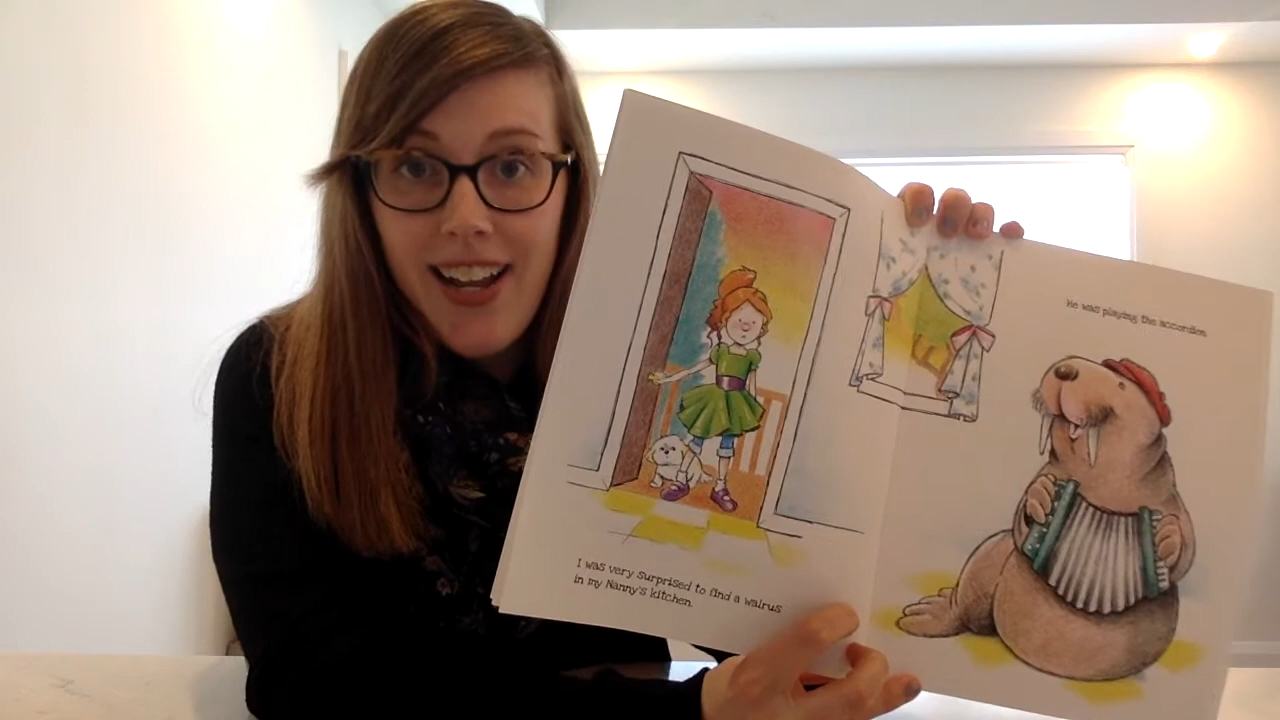 I was very surprised to find a walrus
in my Nanny's kitchen.
He was playing the accordion.